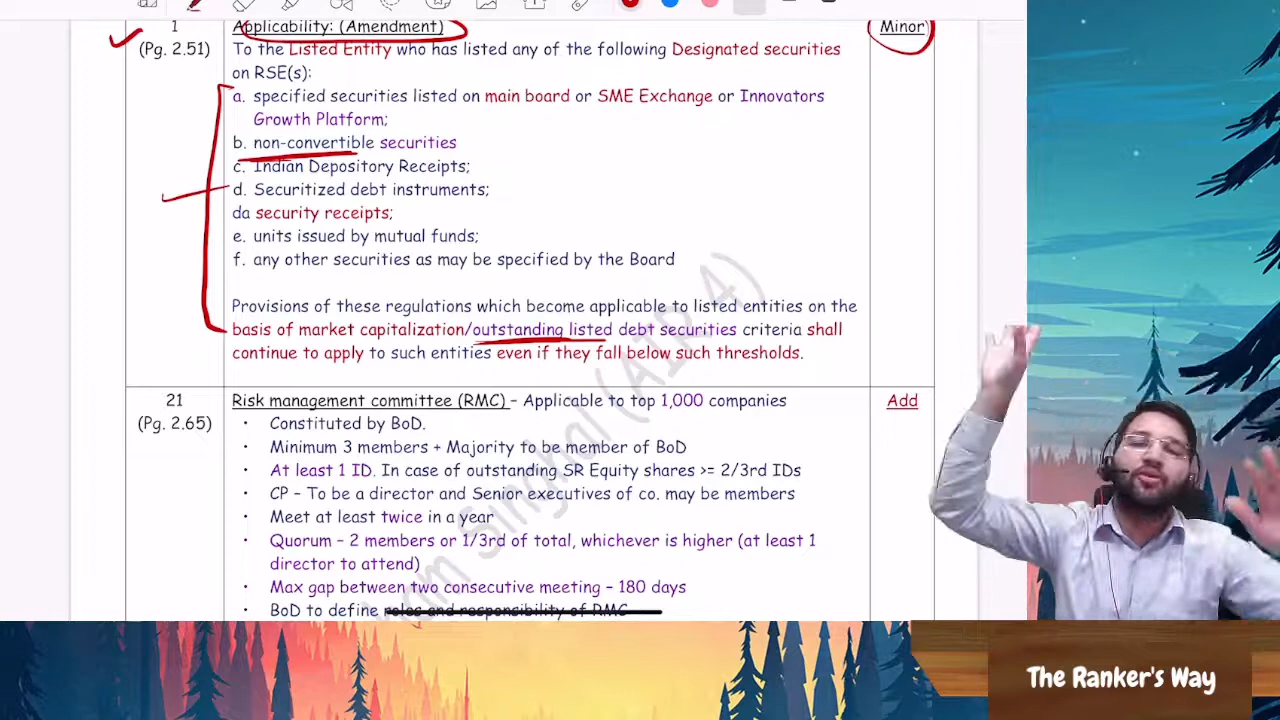 1
(Pg. 2.51)
Applicability: (Amendment)
Minor
To the Listed Entity who has listed any of the following Designated securities
on RSE(s):
a. specified securities listed on main board or SME Exchange or Innovators
Growth Platform;
b. non-convertible securities
c. Indian Depository Receipts;
d. Securitized debt instruments;
da security receipts;
e. units issued by mutual funds;
f. any other securities as may be specified by the Board
Provisions of these regulations which become applicable to listed entities on the
basis of market capitalization/outstanding listed debt securities criteria shall
continue to apply to such entities even if they fall below such thresholds.
21
(Pg. 2.65)
Risk management committee (RMC) – Applicable to top 1,000 companies
Add
• Constituted by BoD.
• Minimum 3 members + Majority to be member of BoD
• At least 1 ID. In case of outstanding SR Equity shares >= 2/3rd IDs
• CP – To be a director and Senior executives of co. may be members
• Meet at least twice in a year
• Quorum – 2 members or 1/3rd of total, whichever is higher (at least 1
director to attend)
• Max gap between two consecutive meeting – 180 days
• BoD to define roles and responsibility of RMC
Singhal (AIR 4)
The Ranker's Way